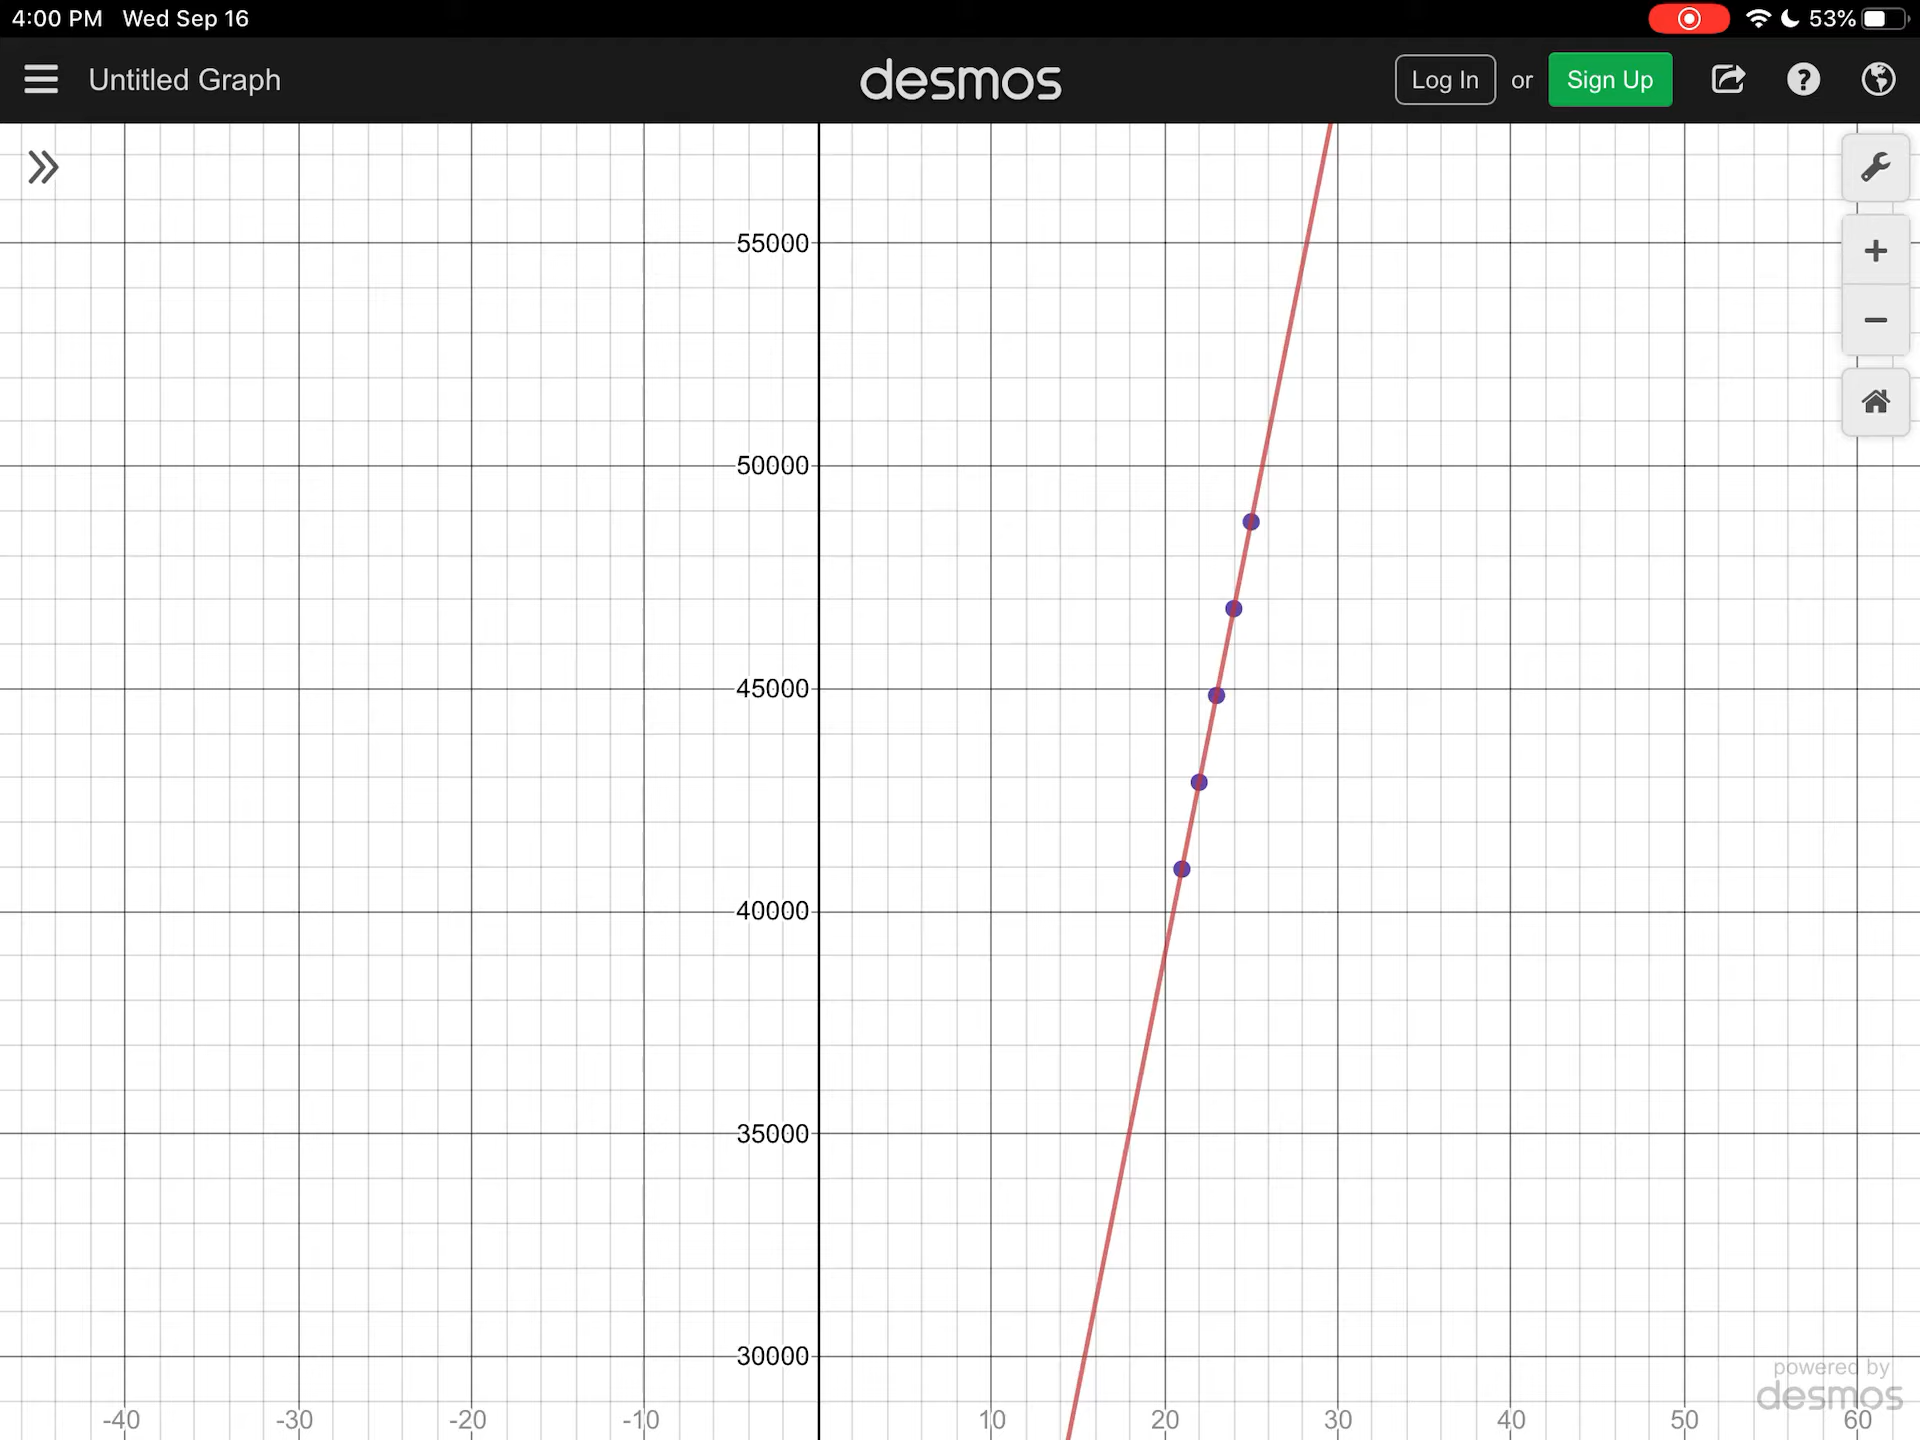 4:00 PM Wed Sep 16 53%
Untitled Graph desmos Log In or Sign Up ?
55000
50000
45000
40000
35000
30000
powered by
desmos
-40 -30 -20 -10 10 20 30 40 50 60